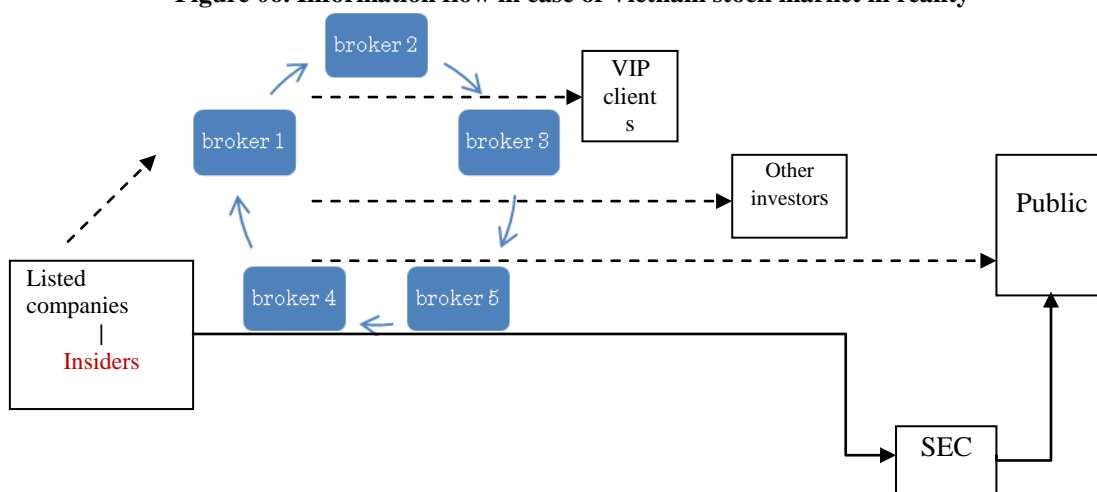 Figure 06. Information flow in case of Vietnam stock market in reality
broker 2
VIP
client
s
broker 1
broker 3
Other
investors
Public
Listed
companies
|
Insiders
broker 4
broker 5
SEC